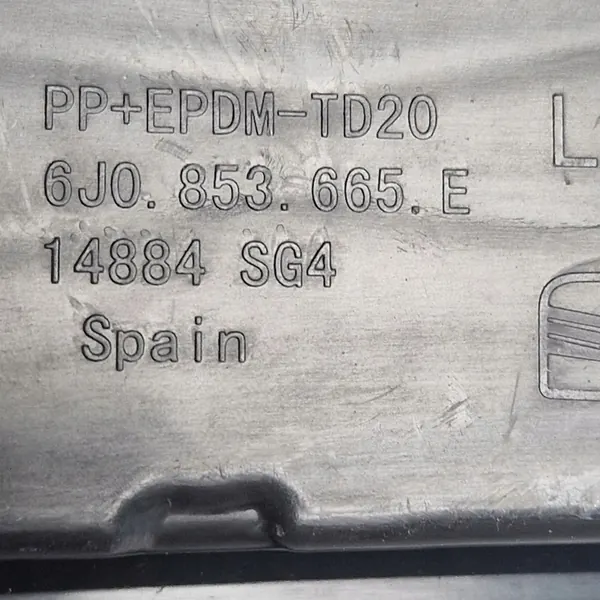 PP+EPDM-TD20
6J0.853.665.E
14884 SG4
Spain
L